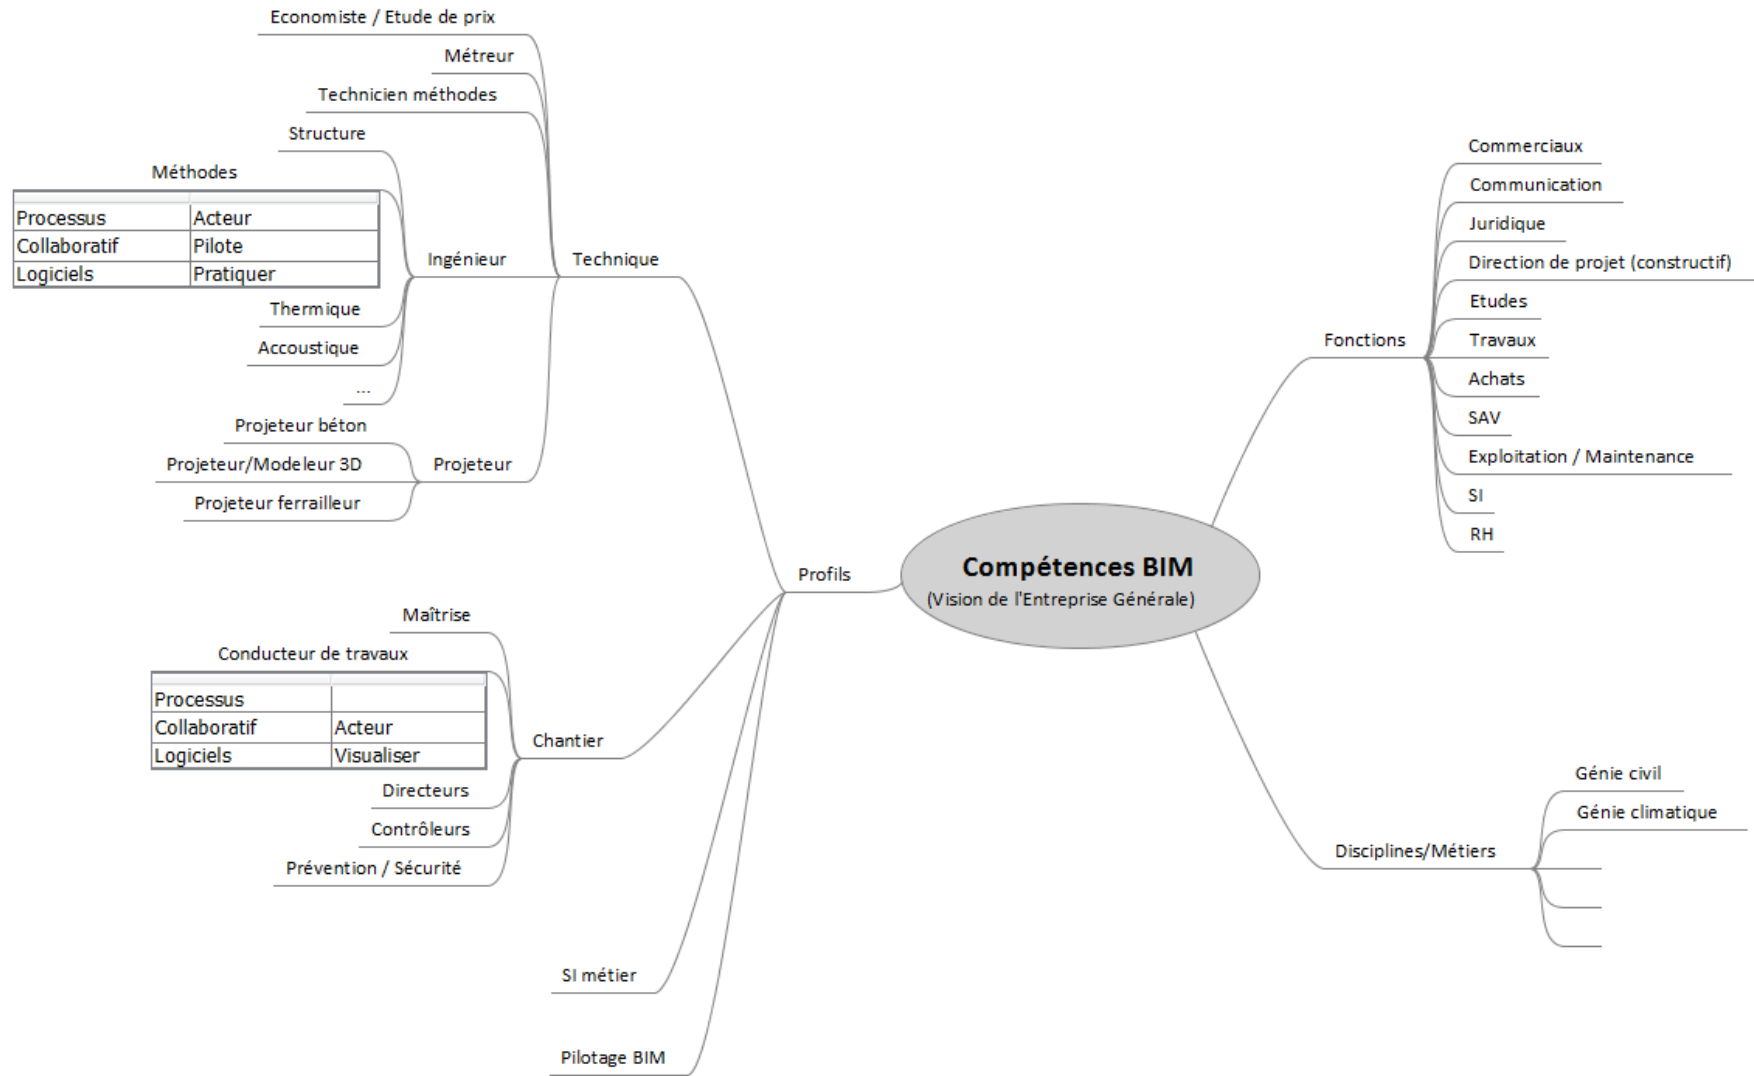 Economiste / Etude de prix
Métreur
Technicien méthodes
Structure
Méthodes
Processus Acteur
Collaboratif Pilote
Logiciels Pratiquer
Ingénieur
Technique
Thermique
Accoustique
...
Projeteur béton
Projeteur/Modeleur 3D
Projeteur
Projeteur ferrailleur
Profils
Maîtrise
Conducteur de travaux
Processus
Collaboratif Acteur
Logiciels Visualiser
Chantier
Directeurs
Contrôleurs
Prévention / Sécurité
SI métier
Pilotage BIM
Compétences BIM
(Vision de l'Entreprise Générale)
Commerciaux
Communication
Juridique
Direction de projet (constructif)
Etudes
Fonctions
Travaux
Achats
SAV
Exploitation / Maintenance
SI
RH
Génie civil
Génie climatique
Disciplines/Métiers